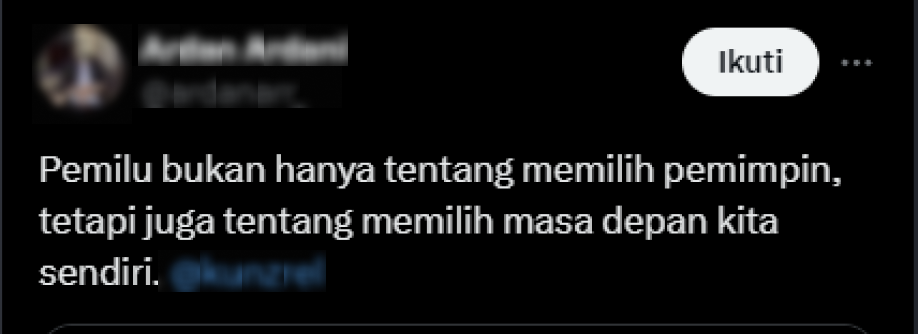 Ikuti
Pemilu bukan hanya tentang memilih pemimpin,
tetapi juga tentang memilih masa depan kita
sendiri.